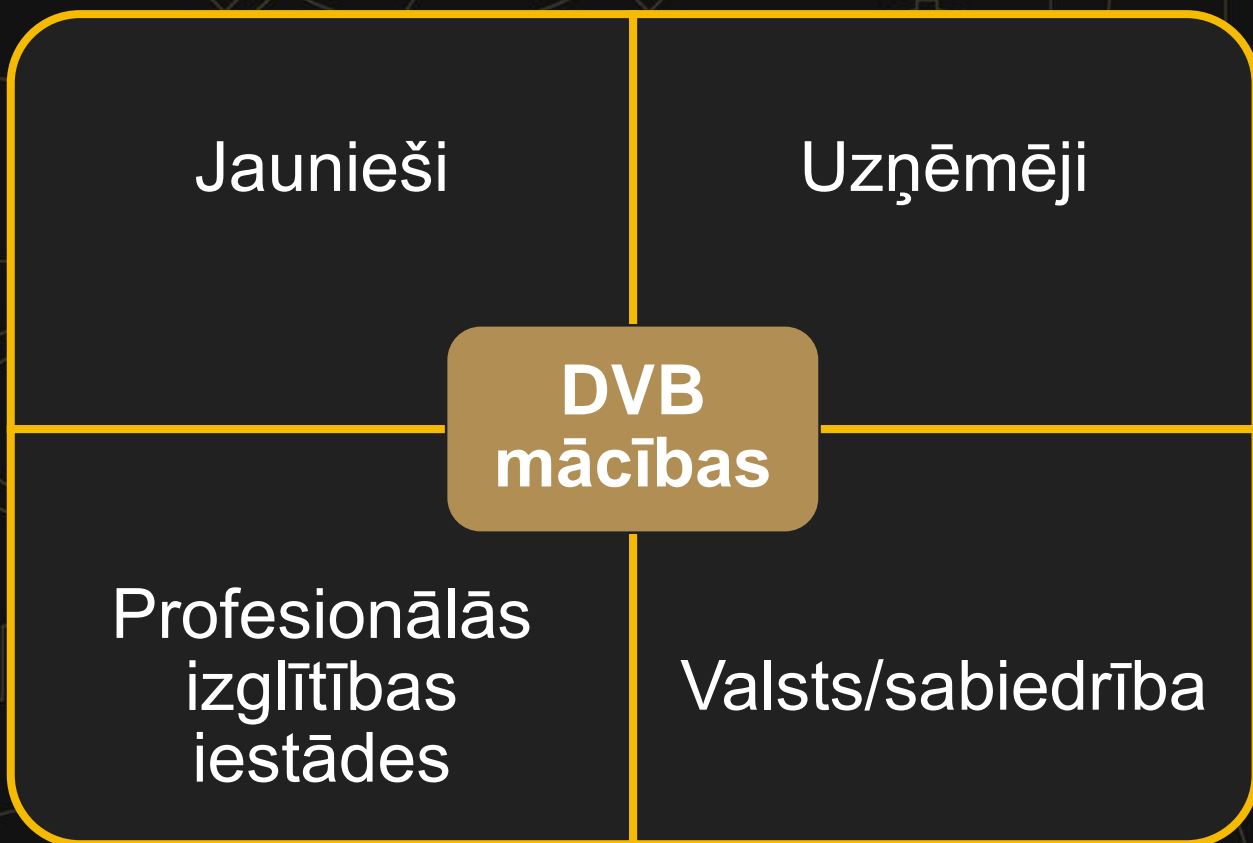 Jaunieši
Uzņēmēji
DVB
mācības
Profesionālās
izglītības
iestādes
Valsts/sabiedrība